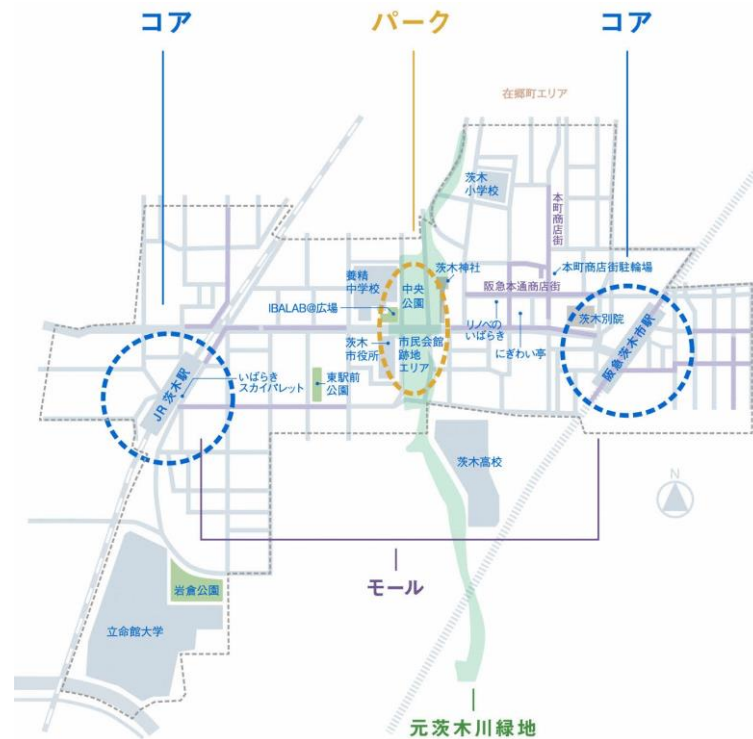 コア
パーク
コア
在郷町エリア
茨木
小学校
本町商店街
養精
中学校
中央
公園
茨木神社
阪急本通商店街
本町商店街駐輪場
IBALAB@広場
リノベの
いばらき
にぎわい亭
茨木別院
阪急茨木市駅
茨木
市役所
市民会館
跡地
エリア
JR茨木駅
いばらき
スカイパレット
東駅前
公園
茨木高校
N
モール
岩倉公園
立命館大学
元茨木川緑地